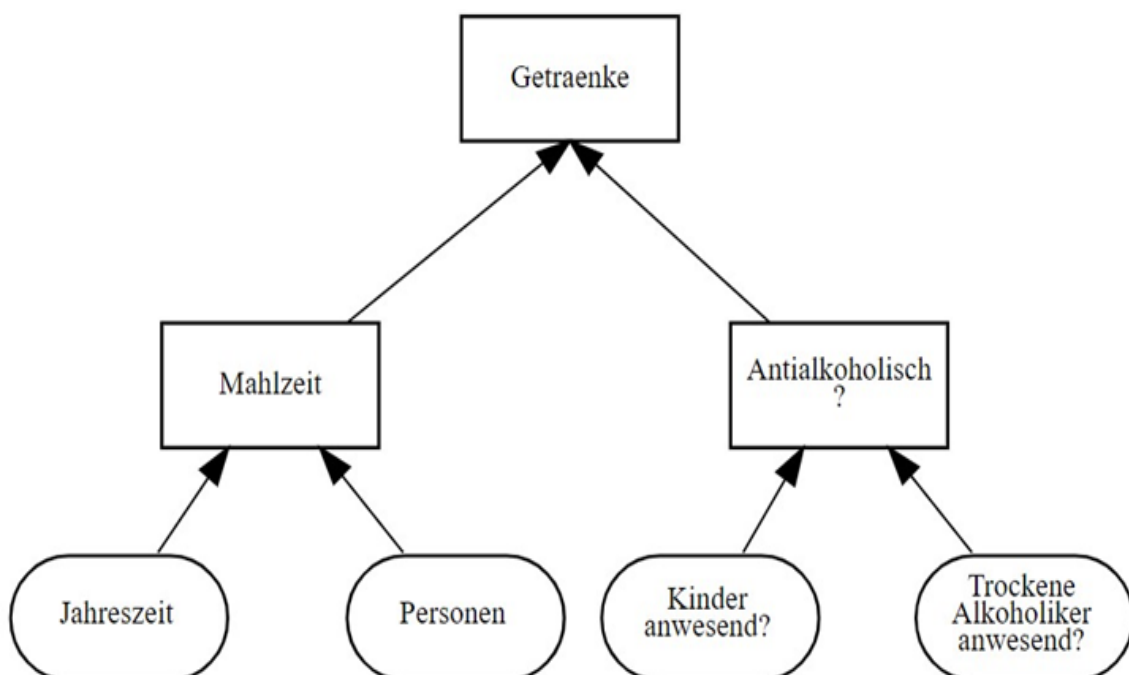 Getraenke
Mahlzeit
Antialkoholisch
?
Jahreszeit
Personen
Kinder
anwesend?
Trockene
Alkoholiker
anwesend?